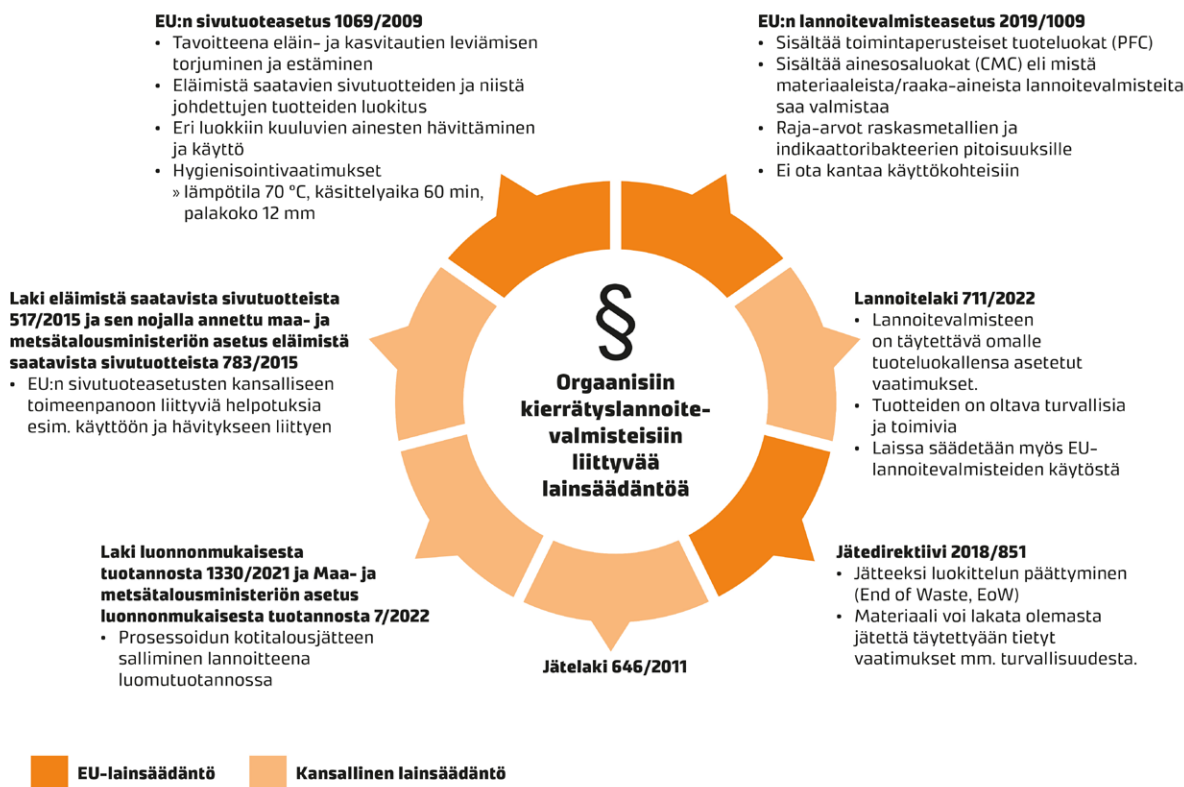 EU:n sivutuoteasetus 1069/2009
• Tavoitteena eläin- ja kasvitautien leviämisen
torjuminen ja estäminen
• Eläimistä saatavien sivutuotteiden ja niistä
johdettujen tuotteiden luokitus
• Eri luokkiin kuuluvien ainesten hävittäminen
ja käyttö
• Hygienisointivaatimukset
» lämpötila 70 °C, käsittelyaika 60 min,
palakoko 12 mm
EU:n lannoitevalmisteasetus 2019/1009
• Sisältää toimintaperusteiset tuoteluokat (PFC)
• Sisältää ainesosaluokat (CMC) eli mistä
materiaaleista/raaka-aineista lannoitevalmisteita
saa valmistaa
• Raja-arvot raskasmetallien ja
indikaattoribakteerien pitoisuuksille
• Ei ota kantaa käyttökohteisiin
Laki eläimistä saatavista sivutuotteista
517/2015 ja sen nojalla annettu maa- ja
metsätalousministeriön asetus eläimistä
saatavista sivutuotteista 783/2015
• EU:n sivutuoteasetusten kansalliseen
toimeenpanoon liittyviä helpotuksia
esim. käyttöön ja hävitykseen liittyen
§
Orgaanisiin
kierrätyslannoite-
valmisteisiin
liittyvää
lainsäädäntöä
Lannoitelaki 711/2022
• Lannoitevalmisteen
on täytettävä omalle
tuoteluokallensa asetetut
vaatimukset.
• Tuotteiden on oltava turvallisia
ja toimivia
• Laissa säädetään myös EU-
lannoitevalmisteiden käytöstä
Laki luonnonmukaisesta
tuotannosta 1330/2021 ja Maa- ja
metsätalousministeriön asetus
luonnonmukaisesta tuotannosta 7/2022
• Prosessoidun kotitalousjätteen
salliminen lannoitteena
luomutuotannossa
Jätelaki 646/2011
Jätedirektiivi 2018/851
• Jätteeksi luokittelun päättyminen
(End of Waste, EoW)
• Materiaali voi lakata olemasta
jätettä täytettyään tietyt
vaatimukset mm. turvallisuudesta.
EU-lainsäädäntö
Kansallinen lainsäädäntö